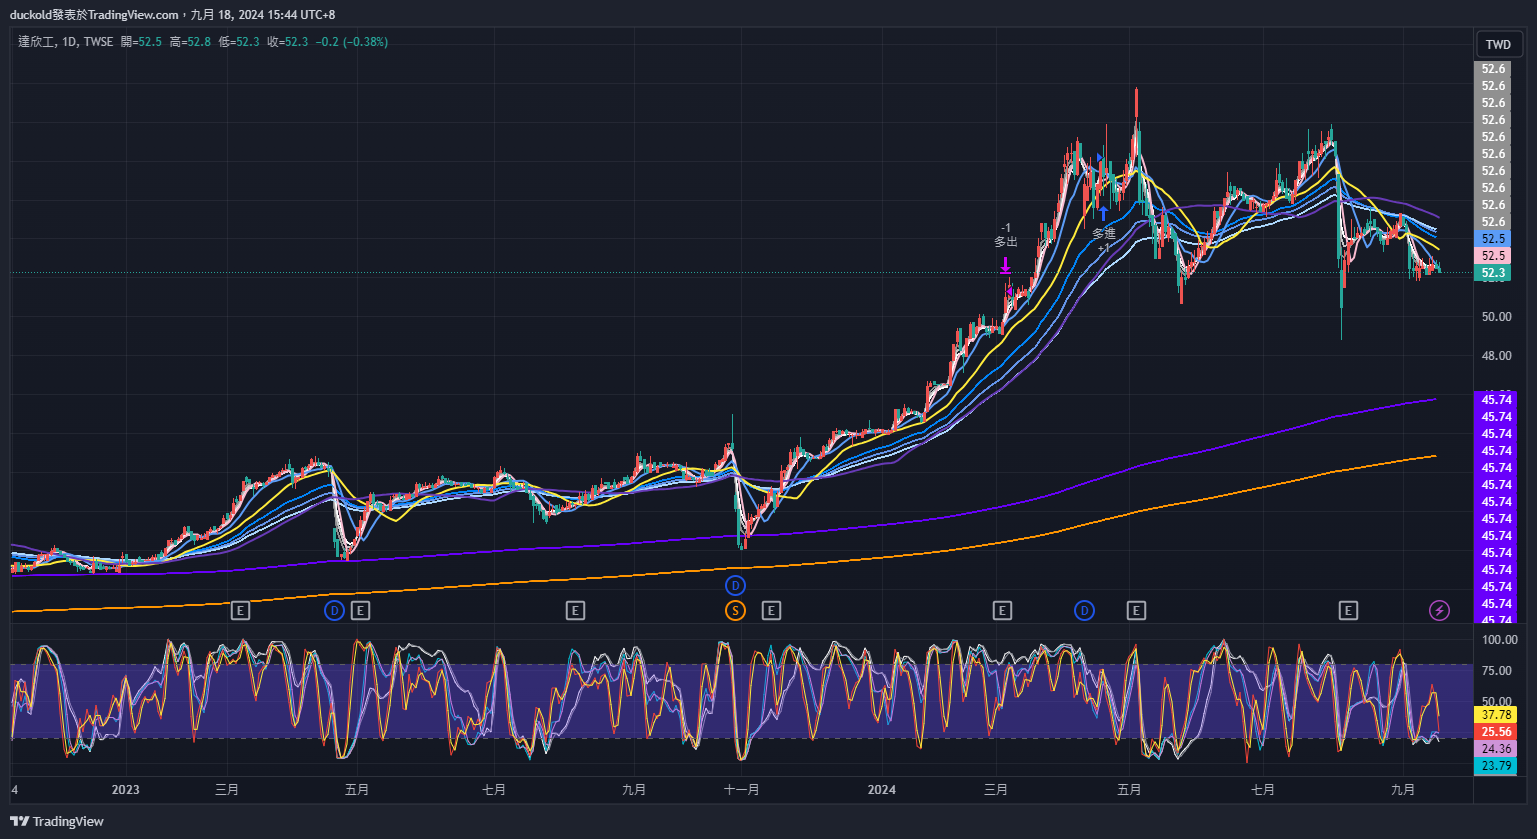 duckold發表於TradingView.com，九月 18, 2024 15:44 UTC+8
達欣工, 1D, TWSE 開=52.5 高=52.8 低=52.3 收=52.3 −0.2 (−0.38%)
TWD
52.6
52.6
52.6
52.6
52.6
52.6
52.6
52.6
52.6
52.6
52.5
52.5
52.3
50.00
48.00
45.74
45.74
45.74
45.74
45.74
45.74
45.74
45.74
45.74
45.74
45.74
45.74
45.74
45.74
-1
多出
多進
+1
D
E
D
E
E
S
E
E
D
E
E
100.00
75.00
50.00
37.78
25.56
24.36
23.79
4
2023
三月
五月
七月
九月
十一月
2024
三月
五月
七月
九月
TradingView